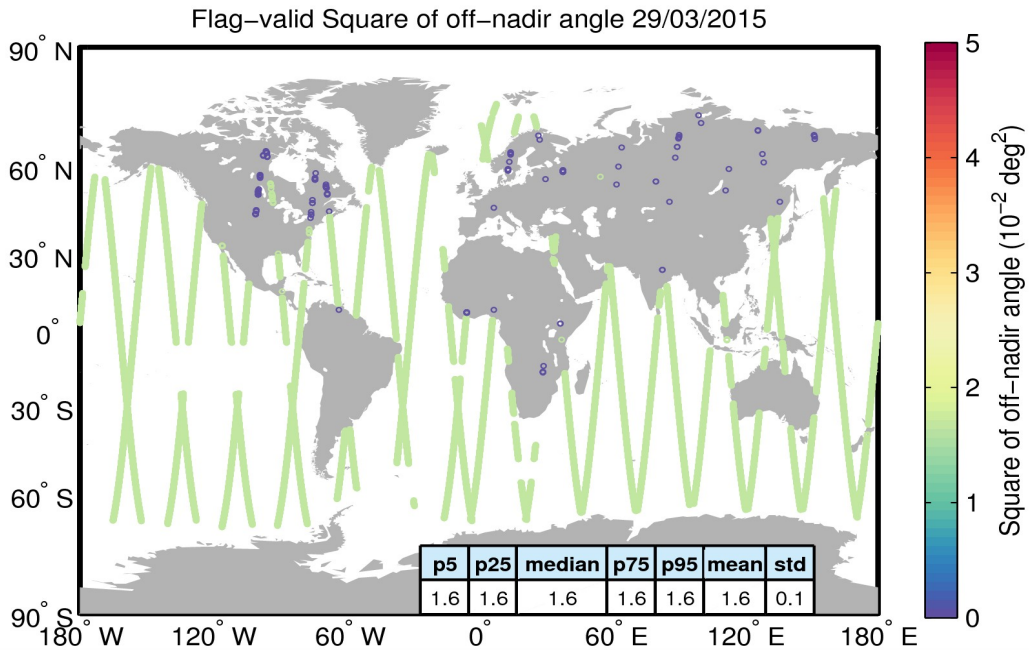 Flag−valid Square of off−nadir angle 29/03/2015
90° N
60° N
30° N
0°
30° S
60° S
90° S
180° W
120° W
60° W
0°
60° E
120° E
180° E
p5 p25 median p75 p95 mean std
1.6 1.6 1.6 1.6 1.6 1.6 0.1
5
4
3
2
1
0
Square of off−nadir angle (10⁻² deg²)